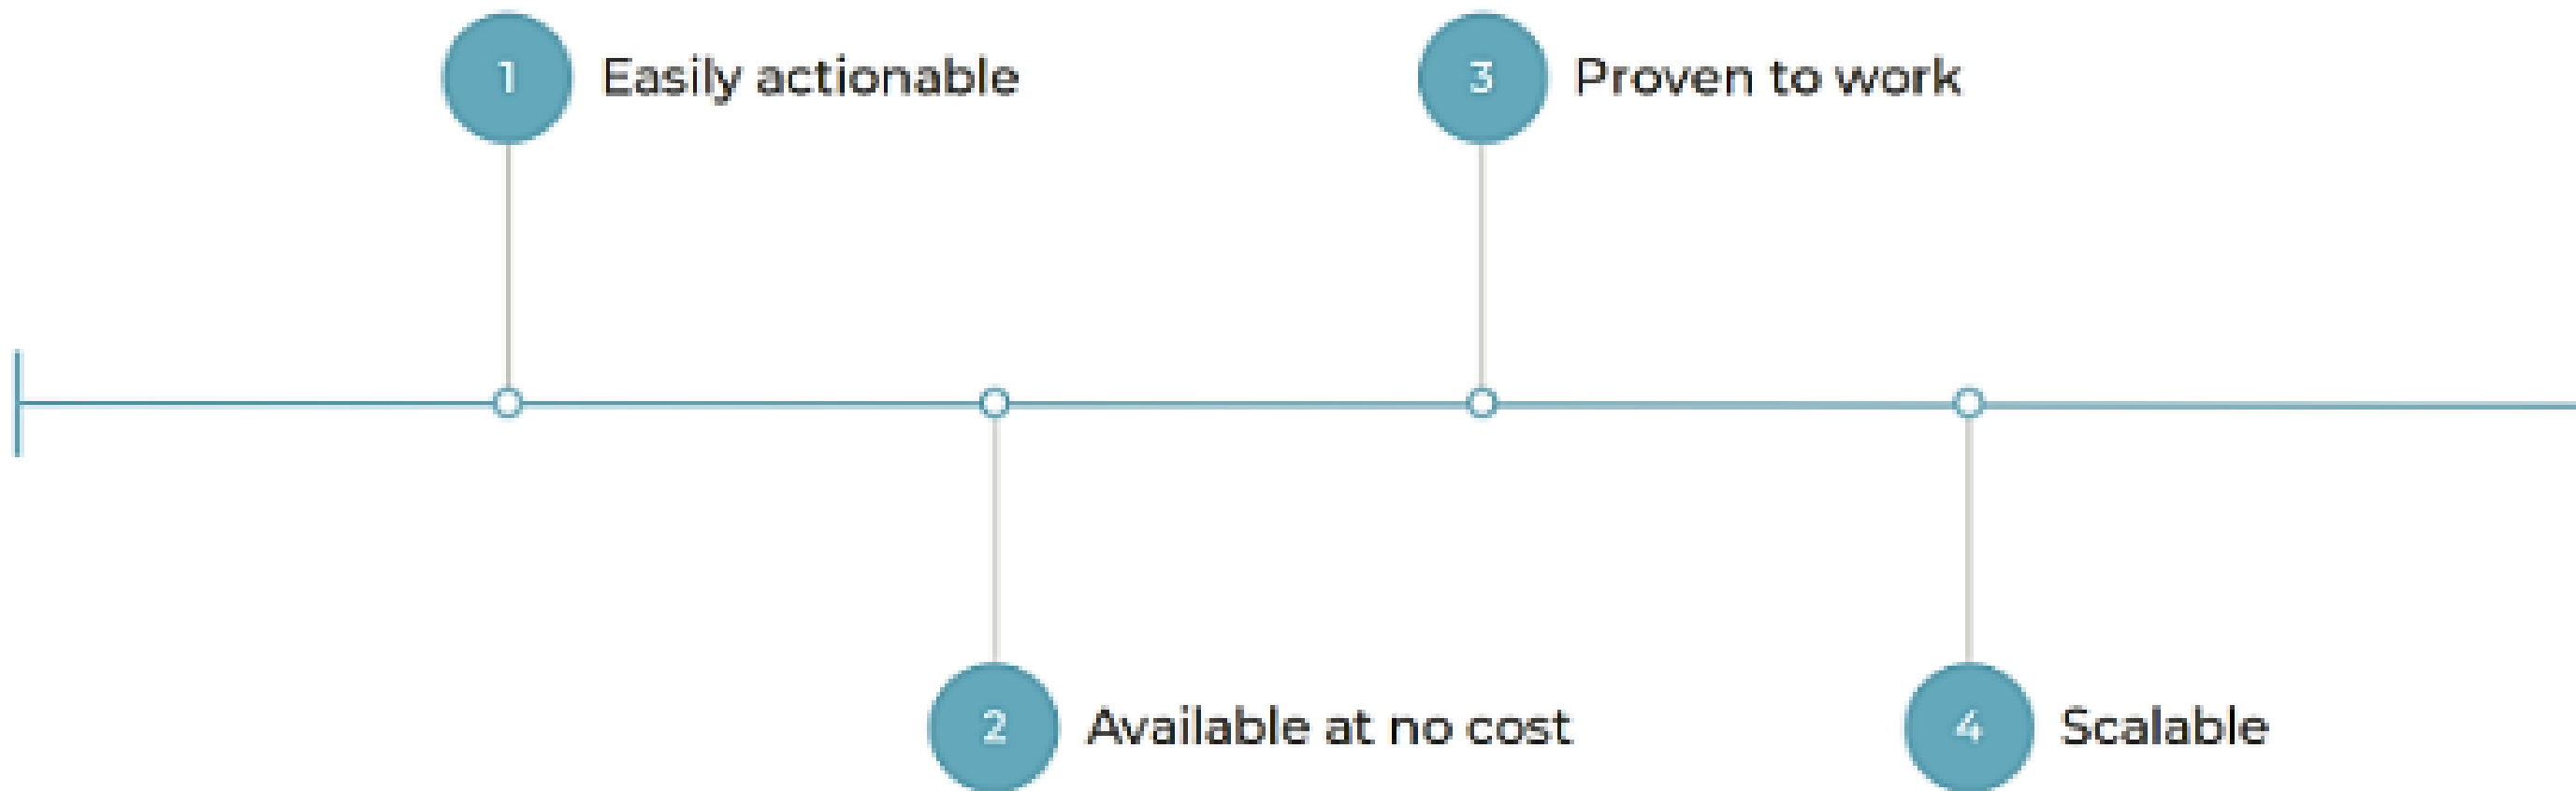 1 Easily actionable
3 Proven to work
2 Available at no cost
4 Scalable